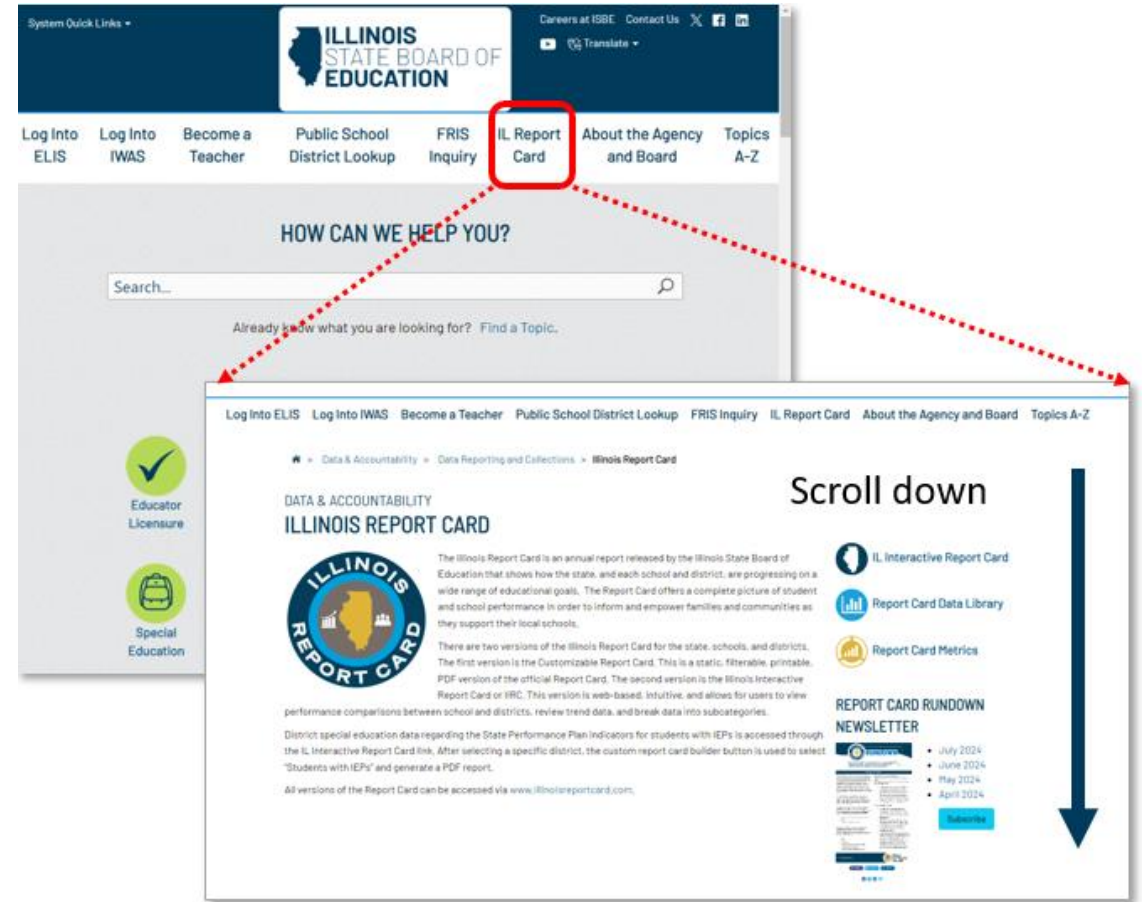 System Quick Links
ILLINOIS
STATE BOARD OF
EDUCATION
Careers at ISBE Contact Us
Translate
Log Into
ELIS
Log Into
IWAS
Become a
Teacher
Public School
District Lookup
FRIS
Inquiry
IL Report
Card
About the Agency
and Board
Topics
A-Z
HOW CAN WE HELP YOU?
Search...
Already know what you are looking for? Find a Topic.
Educator
Licensure
Special
Education
Log Into ELIS Log Into IWAS Become a Teacher Public School District Lookup FRIS Inquiry IL Report Card About the Agency and Board Topics A-Z
Data & Accountability » Data Reporting and Collections » Illinois Report Card
Scroll down
DATA & ACCOUNTABILITY
ILLINOIS REPORT CARD
ILLINOIS
REPORT CARD
The Illinois Report Card is an annual report released by the Illinois State Board of
Education that shows how the state, and each school and district, are progressing on a
wide range of educational goals. The Report Card offers a complete picture of student
and school performance in order to inform and empower families and communities as
they support their local schools.
There are two versions of the Illinois Report Card for the state, schools, and districts.
The first version is the Customizable Report Card. This is a static, filterable, printable,
PDF version of the official Report Card. The second version is the Illinois Interactive
Report Card or IIRC. This version is web-based, intuitive, and allows for users to view
performance comparisons between school and districts, review trend data, and break data into subcategories.
District special education data regarding the State Performance Plan Indicators for students with IEPs is accessed through
the IL Interactive Report Card link. After selecting a specific district, the custom report card builder button is used to select
"Students with IEPs" and generate a PDF report.
All versions of the Report Card can be accessed via www.illinoisreportcard.com.
IL Interactive Report Card
Report Card Data Library
Report Card Metrics
REPORT CARD RUNDOWN
NEWSLETTER
July 2024
June 2024
May 2024
April 2024
Subscribe